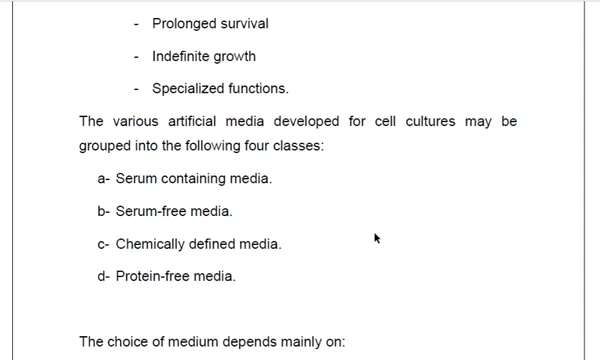 - Prolonged survival
- Indefinite growth
- Specialized functions.
The various artificial media developed for cell cultures may be
grouped into the following four classes:
a- Serum containing media.
b- Serum-free media.
c- Chemically defined media.
d- Protein-free media.
The choice of medium depends mainly on: